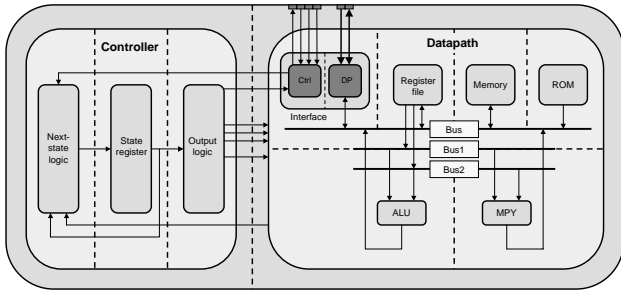 Controller
Datapath
Ctrl
DP
Interface
Register
file
Memory
ROM
Next-
state
logic
State
register
Output
logic
Bus
Bus1
Bus2
ALU
MPY